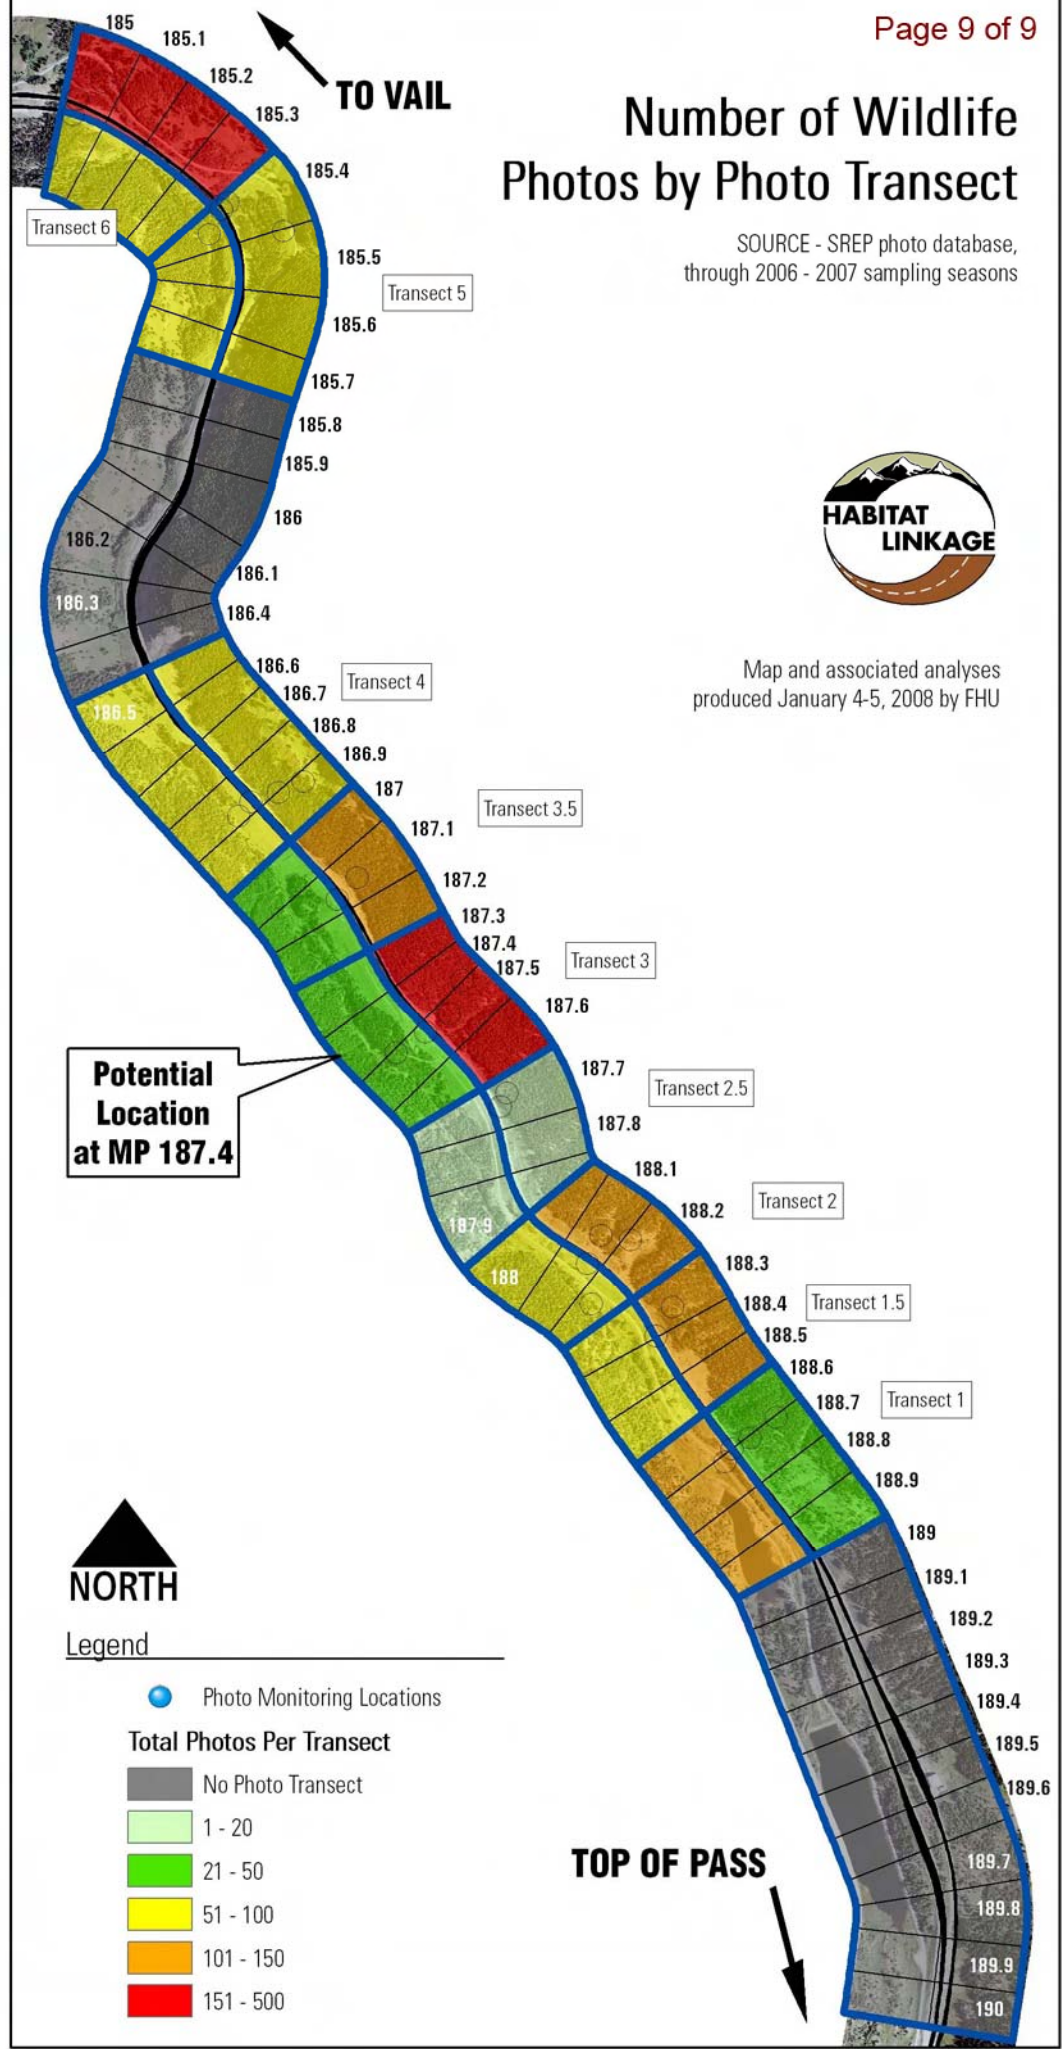 Page 9 of 9
TO VAIL
Number of Wildlife
Photos by Photo Transect
SOURCE - SREP photo database,
through 2006 - 2007 sampling seasons
185
185.1
185.2
185.3
185.4
Transect 6
185.5
Transect 5
185.6
185.7
185.8
185.9
186
186.1
186.2
186.3
186.4
HABITAT
LINKAGE
Map and associated analyses
produced January 4-5, 2008 by FHU
186.5
186.6
Transect 4
186.7
186.8
186.9
187
Transect 3.5
187.1
187.2
187.3
187.4
187.5
Transect 3
187.6
Potential
Location
at MP 187.4
187.7
Transect 2.5
187.8
187.9
188
188.1
188.2
Transect 2
188.3
188.4
Transect 1.5
188.5
188.6
188.7
Transect 1
188.8
188.9
189
189.1
189.2
189.3
189.4
189.5
189.6
189.7
189.8
189.9
190
TOP OF PASS
NORTH
Legend
Photo Monitoring Locations
Total Photos Per Transect
No Photo Transect
1 - 20
21 - 50
51 - 100
101 - 150
151 - 500